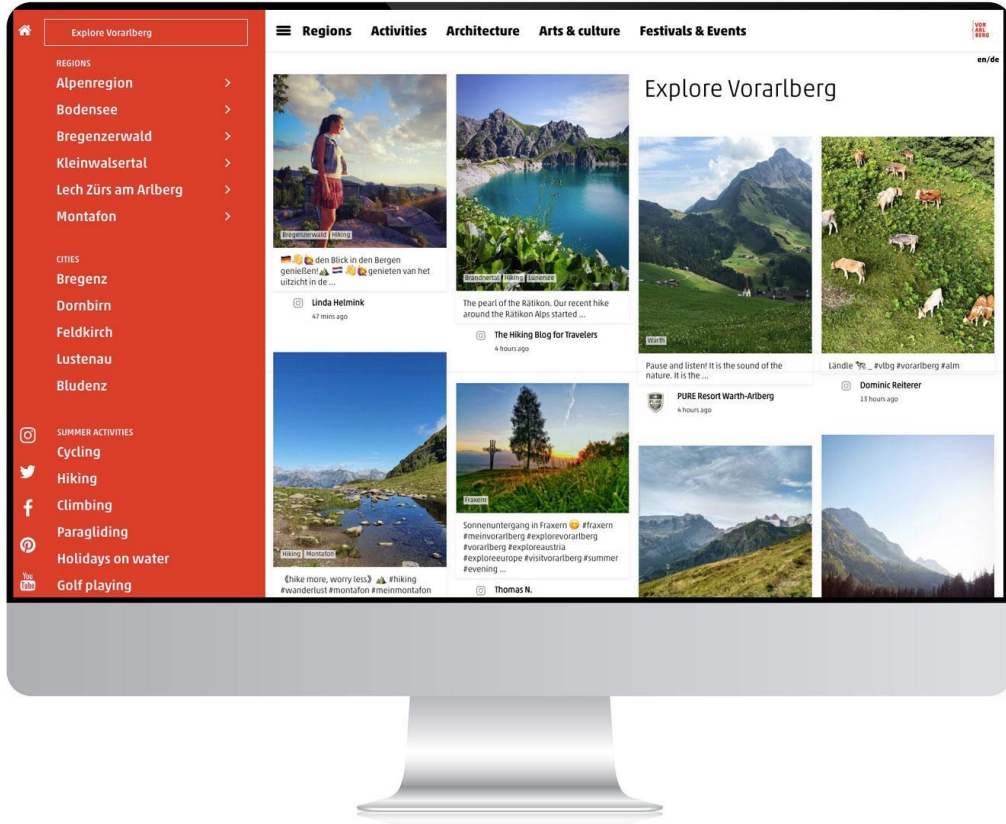 Explore Vorarlberg
REGIONS
Alpenregion
Bodensee
Bregenzerwald
Kleinwalsertal
Lech Zürs am Arlberg
Montafon
CITIES
Bregenz
Dornbirn
Feldkirch
Lustenau
Bludenz
SUMMER ACTIVITIES
Cycling
Hiking
Climbing
Paragliding
Holidays on water
Golf playing
You
Tube
Regions Activities Architecture Arts & culture Festivals & Events
VOR
ARL
BERG
en/de
Explore Vorarlberg
Bregenzerwald Hiking
🇩🇪👋🙋 den Blick in den Bergen
genießen!⛰️ 🇳🇱👋🙋 genieten van het
uitzicht in de ...
Linda Helmink
47 mins ago
Hiking Montafon
《hike more, worry less》 ⛰️ #hiking
#wanderlust #montafon #meinmontafon
Brandnertal Hiking Lünersee
The pearl of the Rätikon. Our recent hike
around the Rätikon Alps started ...
The Hiking Blog for Travelers
4 hours ago
Fraxern
Sonnenuntergang in Fraxern 😋 #fraxern
#meinvorarlberg #explorevorarlberg
#vorarlberg #exploreaustria
#exploreeurope #visitvorarlberg #summer
#evening ...
Thomas N.
Warth
Pause and listen! It is the sound of the
nature. It is the ...
PURE Resort Warth-Arlberg
4 hours ago
Ländle 🐄 _ #vlbg #vorarlberg #alm
Dominic Reiterer
13 hours ago